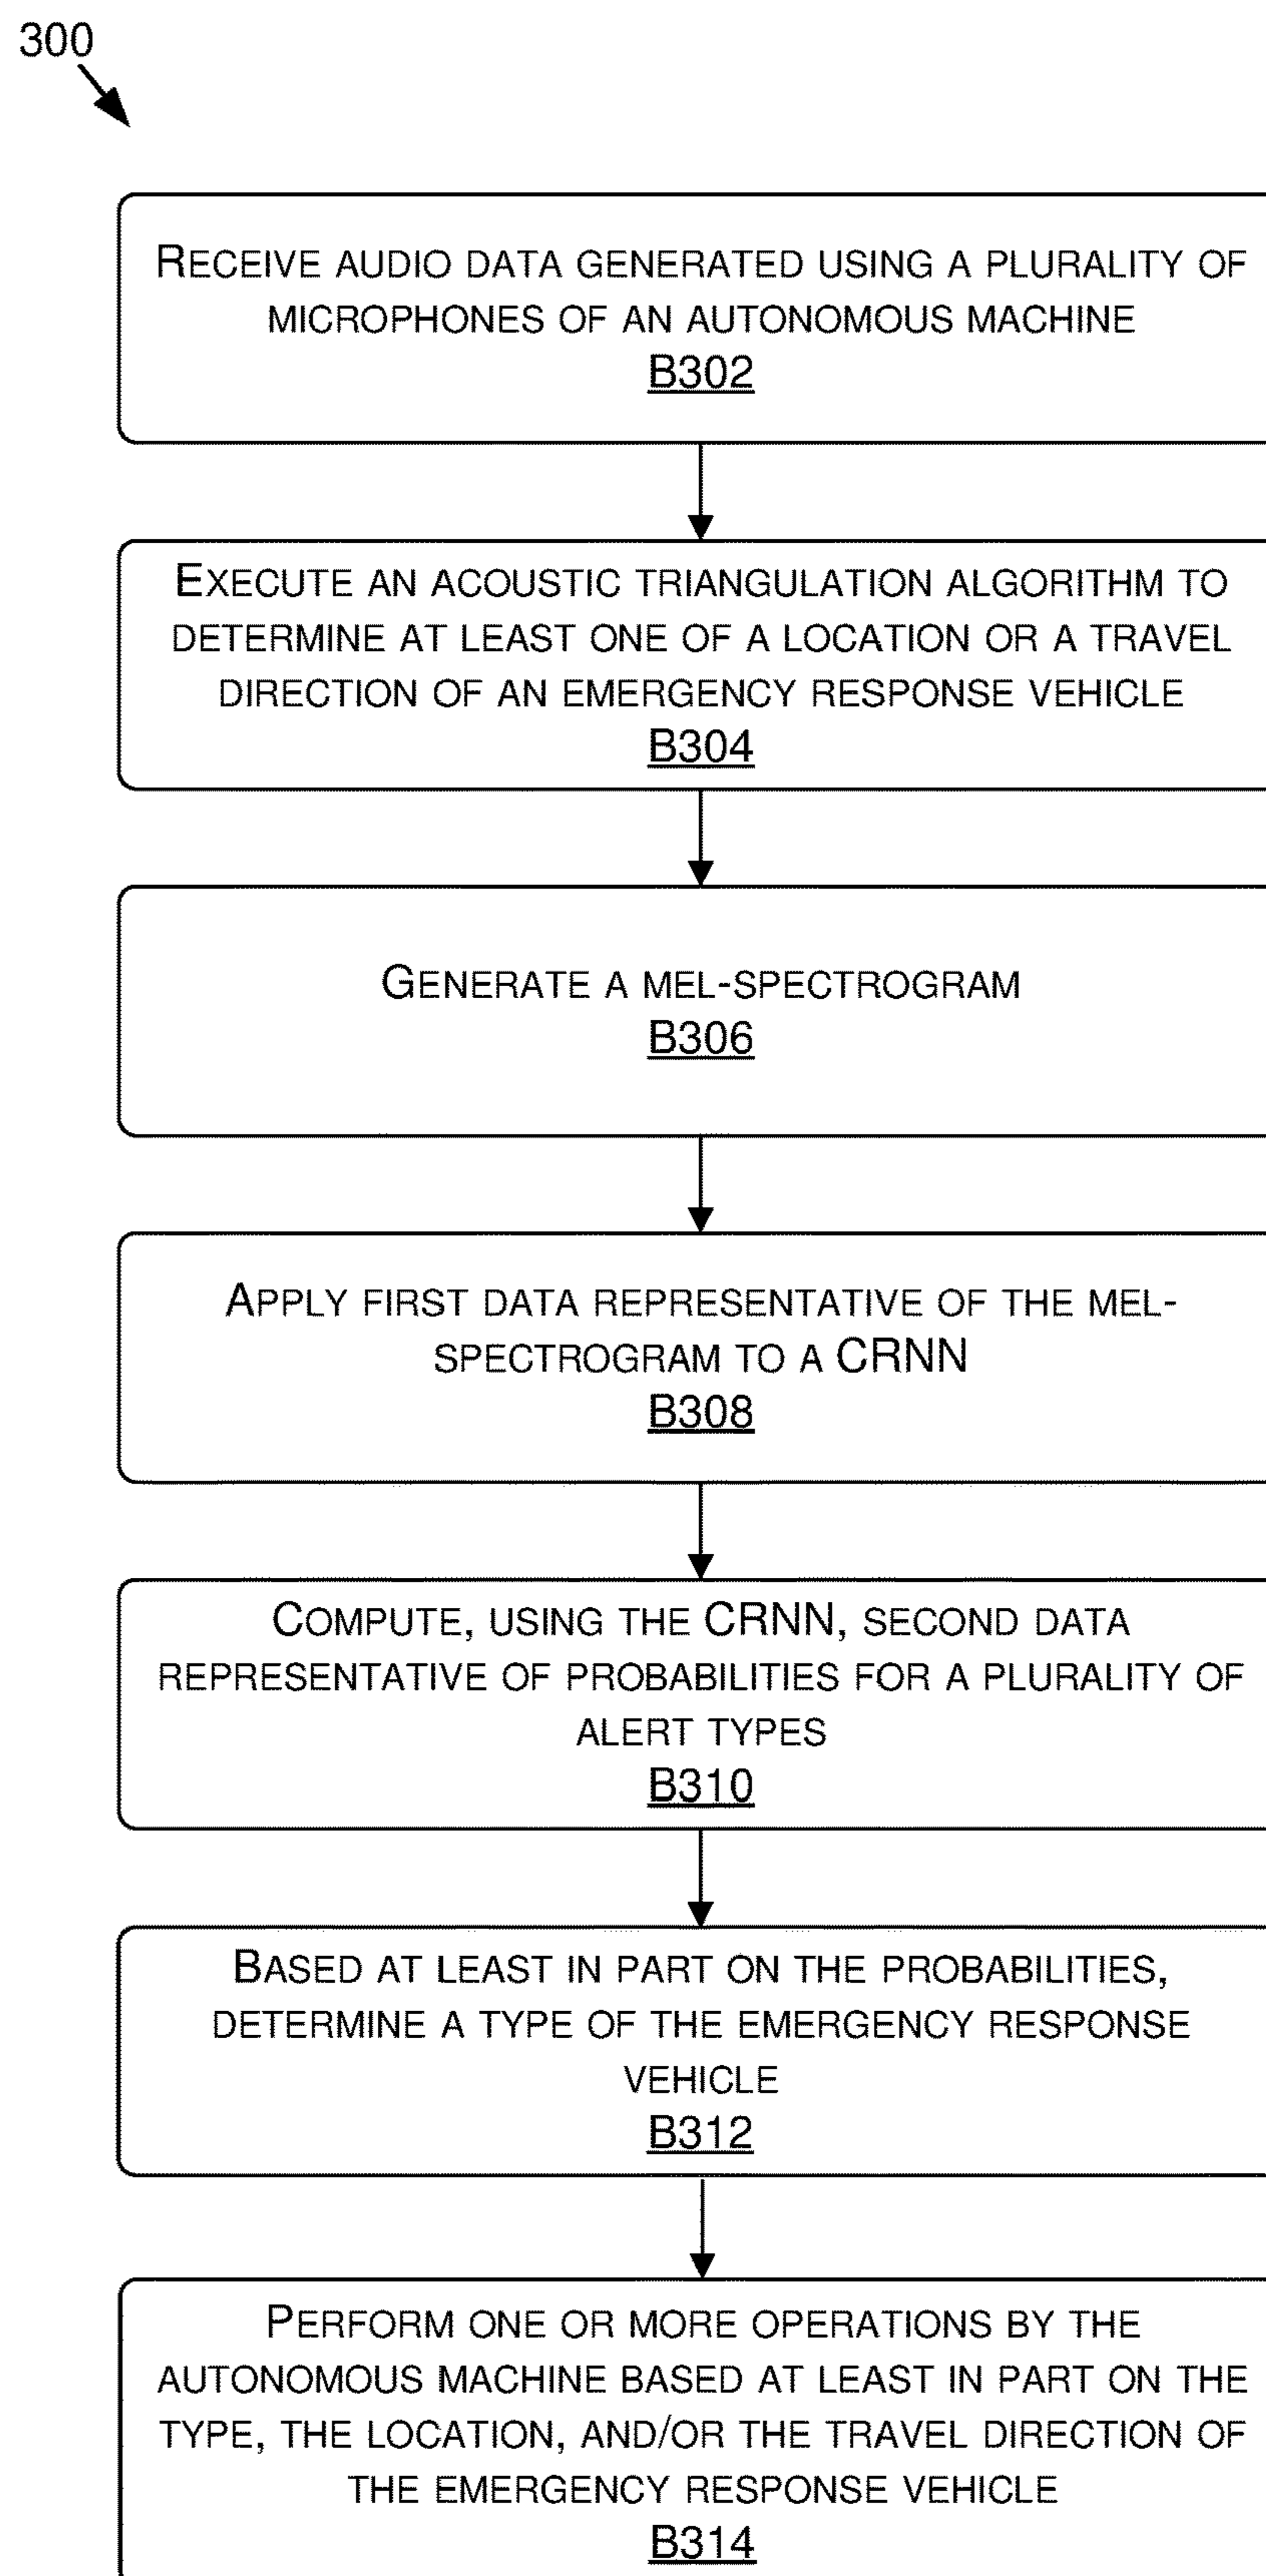 300
RECEIVE AUDIO DATA GENERATED USING A PLURALITY OF
MICROPHONES OF AN AUTONOMOUS MACHINE
B302
EXECUTE AN ACOUSTIC TRIANGULATION ALGORITHM TO
DETERMINE AT LEAST ONE OF A LOCATION OR A TRAVEL
DIRECTION OF AN EMERGENCY RESPONSE VEHICLE
B304
GENERATE A MEL-SPECTROGRAM
B306
APPLY FIRST DATA REPRESENTATIVE OF THE MEL-
SPECTROGRAM TO A CRNN
B308
COMPUTE, USING THE CRNN, SECOND DATA
REPRESENTATIVE OF PROBABILITIES FOR A PLURALITY OF
ALERT TYPES
B310
BASED AT LEAST IN PART ON THE PROBABILITIES,
DETERMINE A TYPE OF THE EMERGENCY RESPONSE
VEHICLE
B312
PERFORM ONE OR MORE OPERATIONS BY THE
AUTONOMOUS MACHINE BASED AT LEAST IN PART ON THE
TYPE, THE LOCATION, AND/OR THE TRAVEL DIRECTION OF
THE EMERGENCY RESPONSE VEHICLE
B314